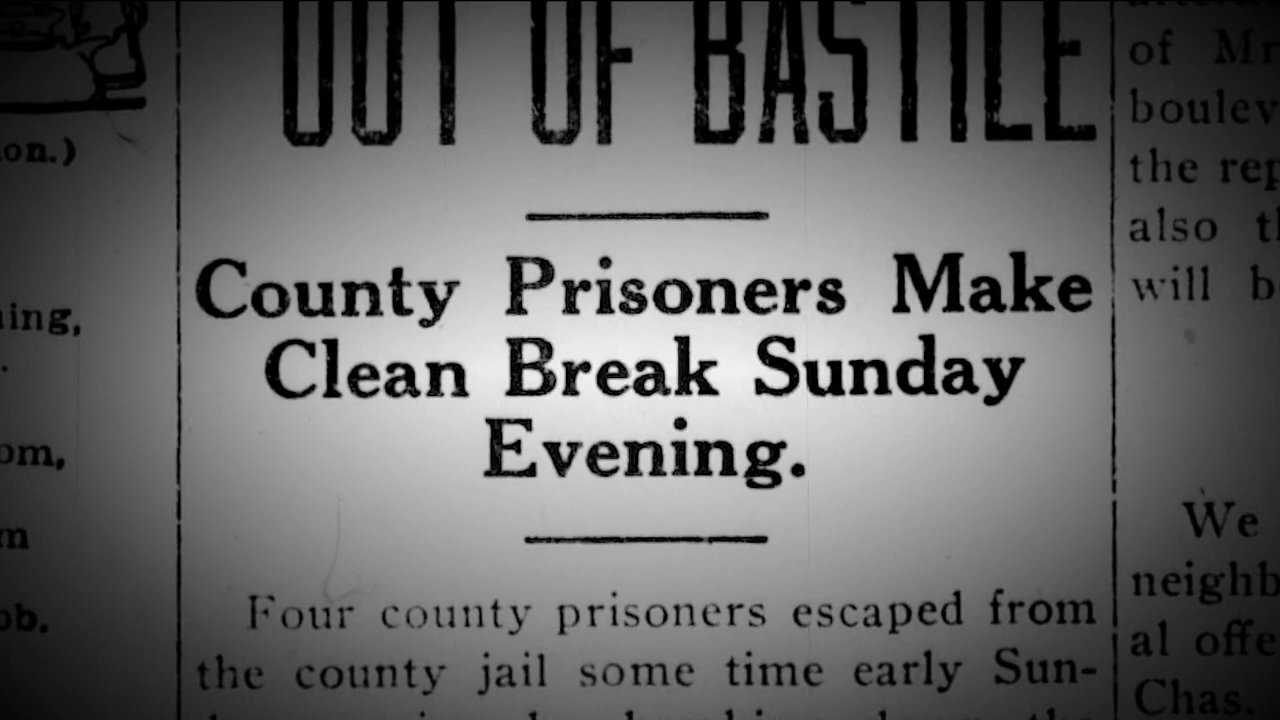 OUT OF BASTILE
County Prisoners Make
Clean Break Sunday
Evening.
Four county prisoners escaped from
the county jail some time early Sun-
on.)
ing,
om,
m
ob.
of Mr
boulev
the rep
also th
will b
We
neighb
al offe
Chas.